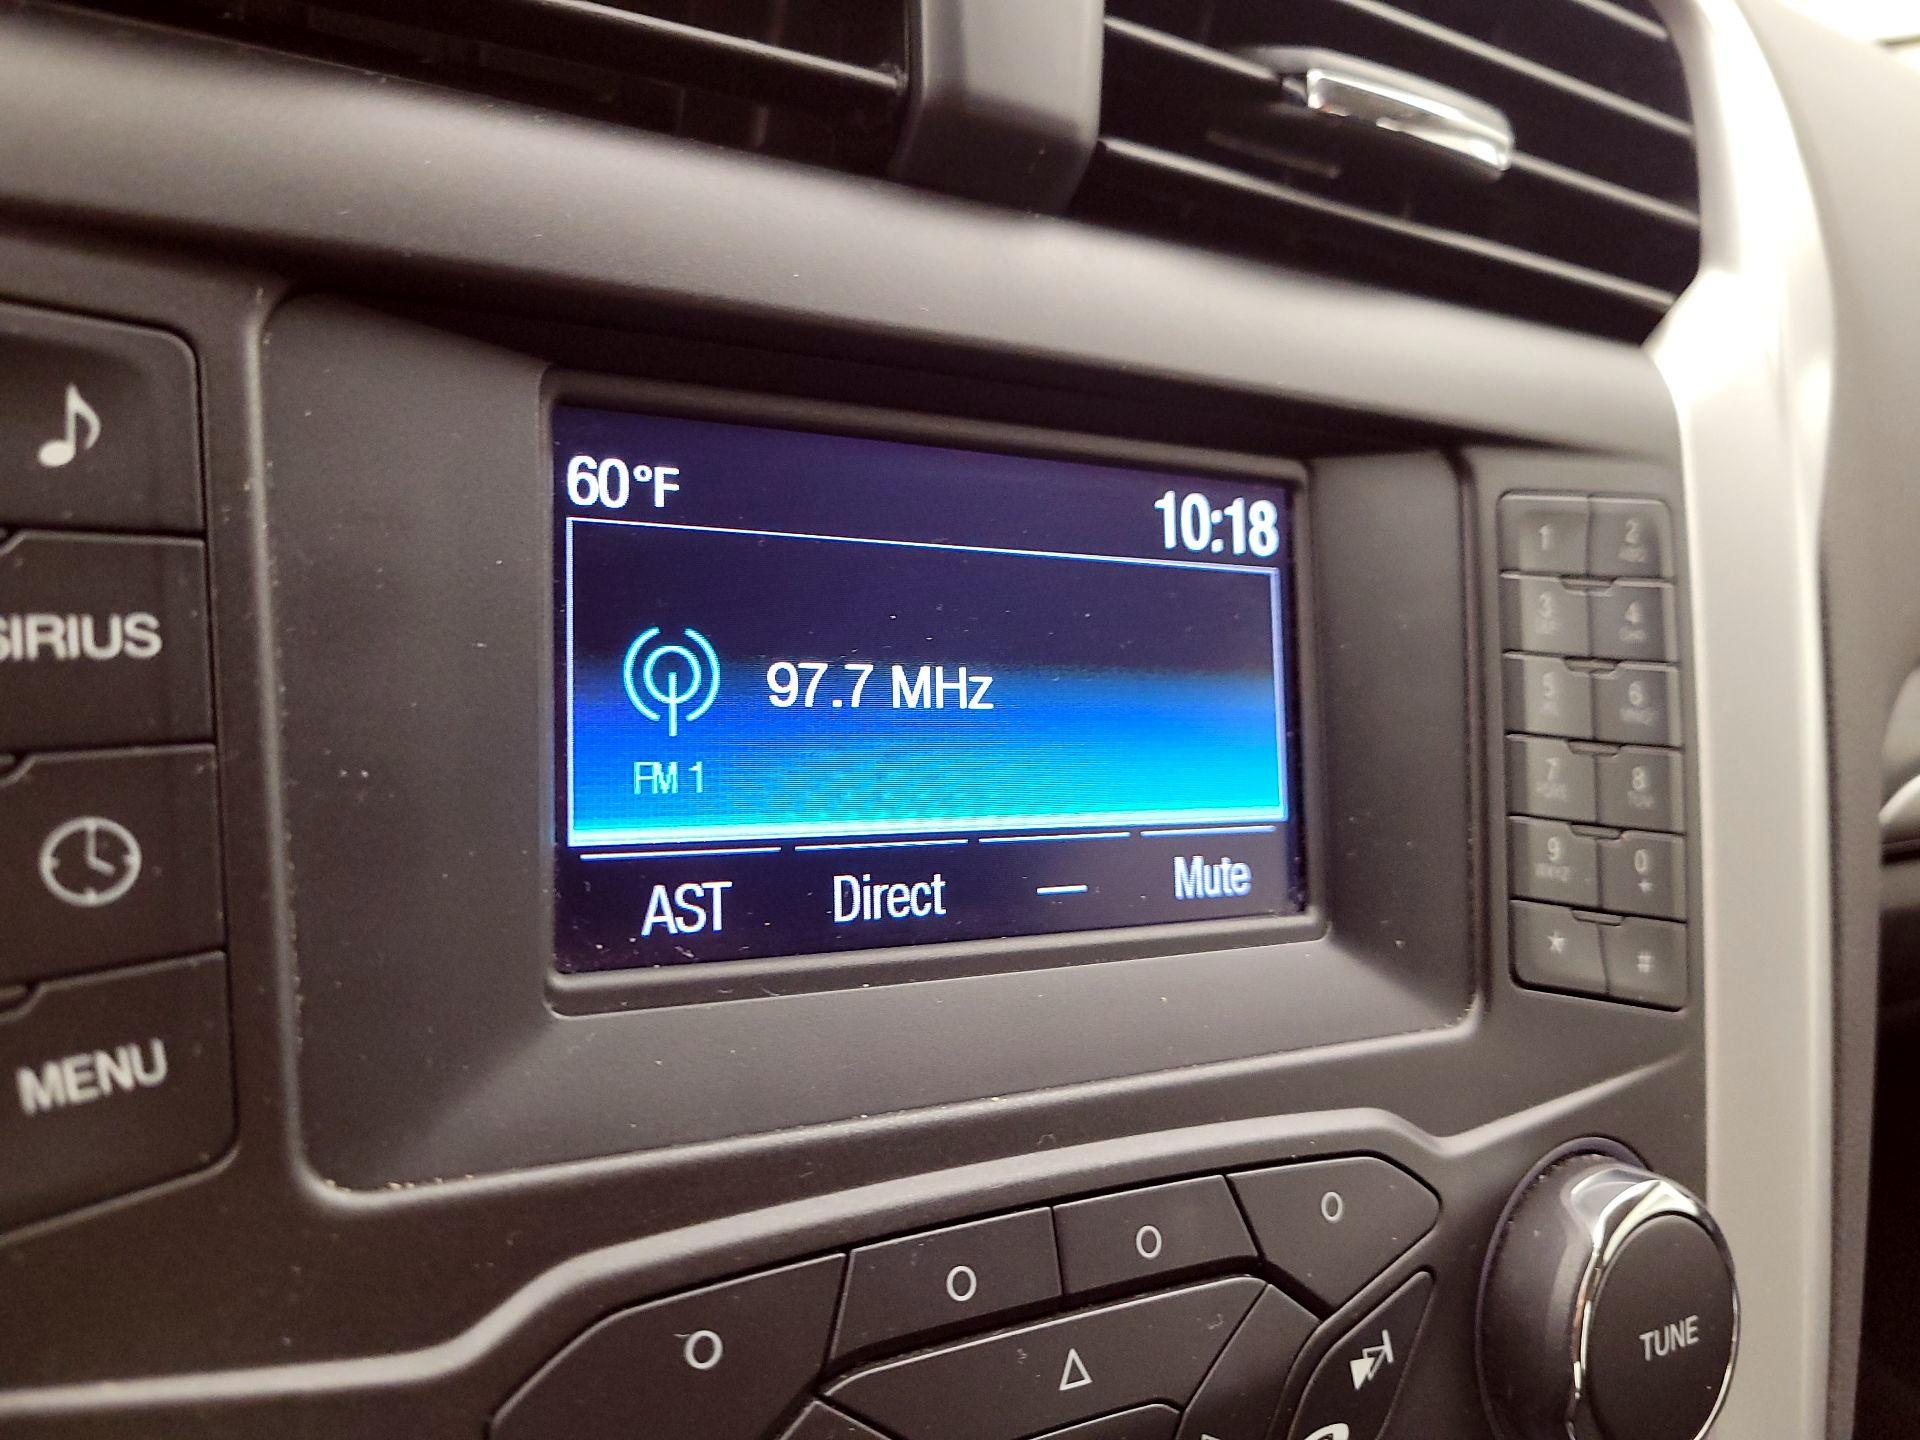 60°F
10:18
97.7 MHz
FM 1
AST Direct — Mute
SIRIUS
MENU
1 2
3 4
5 6
7 8
9 0
+
* #
TUNE